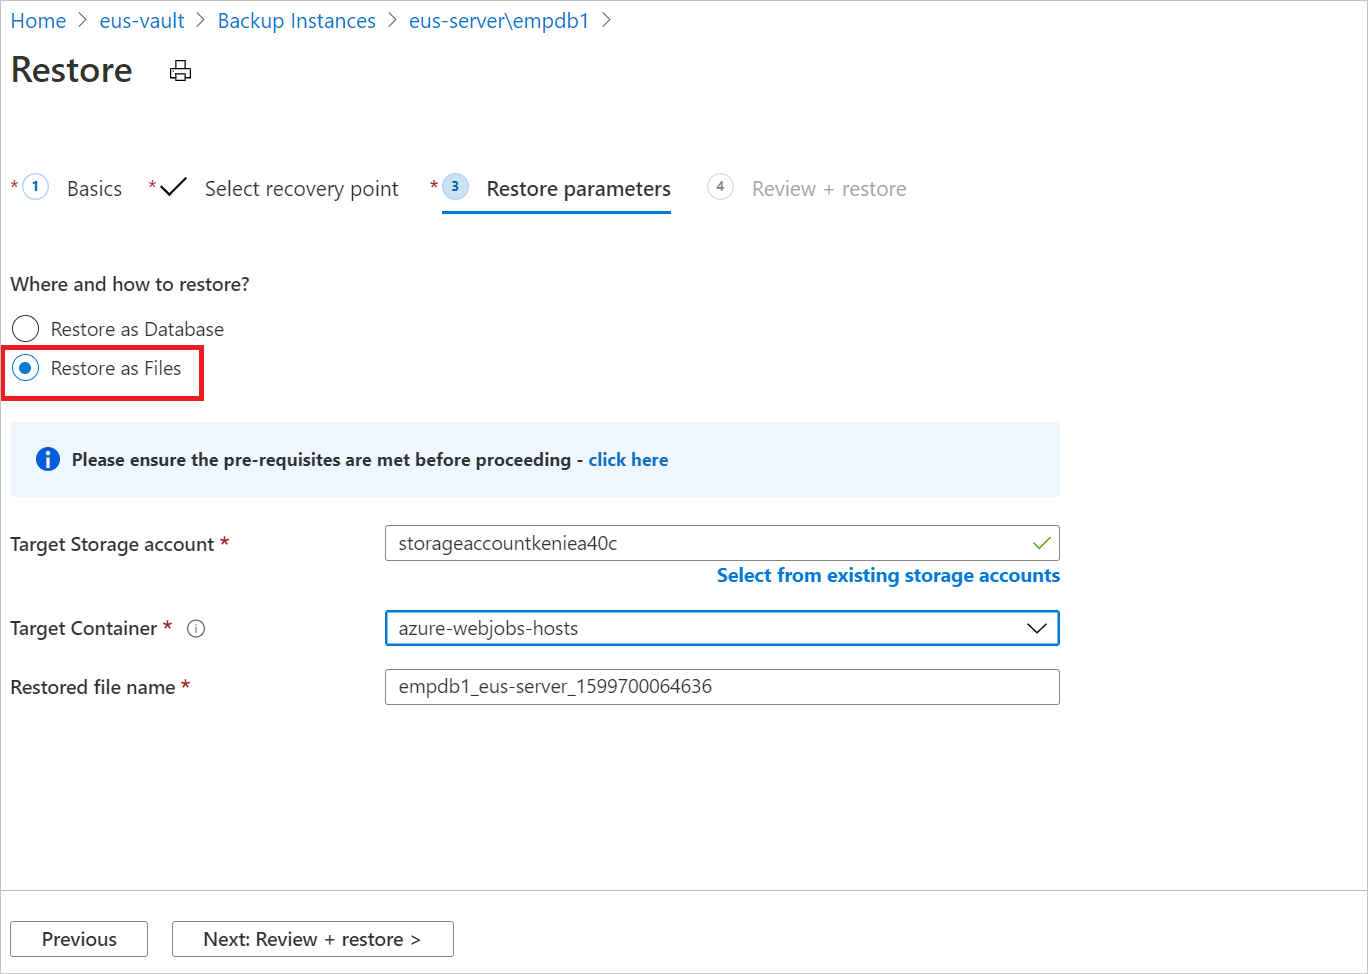 Home > eus-vault > Backup Instances > eus-server\empdb1 >
Restore
* 1 Basics * Select recovery point * 3 Restore parameters 4 Review + restore
Where and how to restore?
Restore as Database
Restore as Files
Please ensure the pre-requisites are met before proceeding - click here
Target Storage account * storageaccountkeniea40c
Select from existing storage accounts
Target Container * azure-webjobs-hosts
Restored file name * empdb1_eus-server_1599700064636
Previous Next: Review + restore >